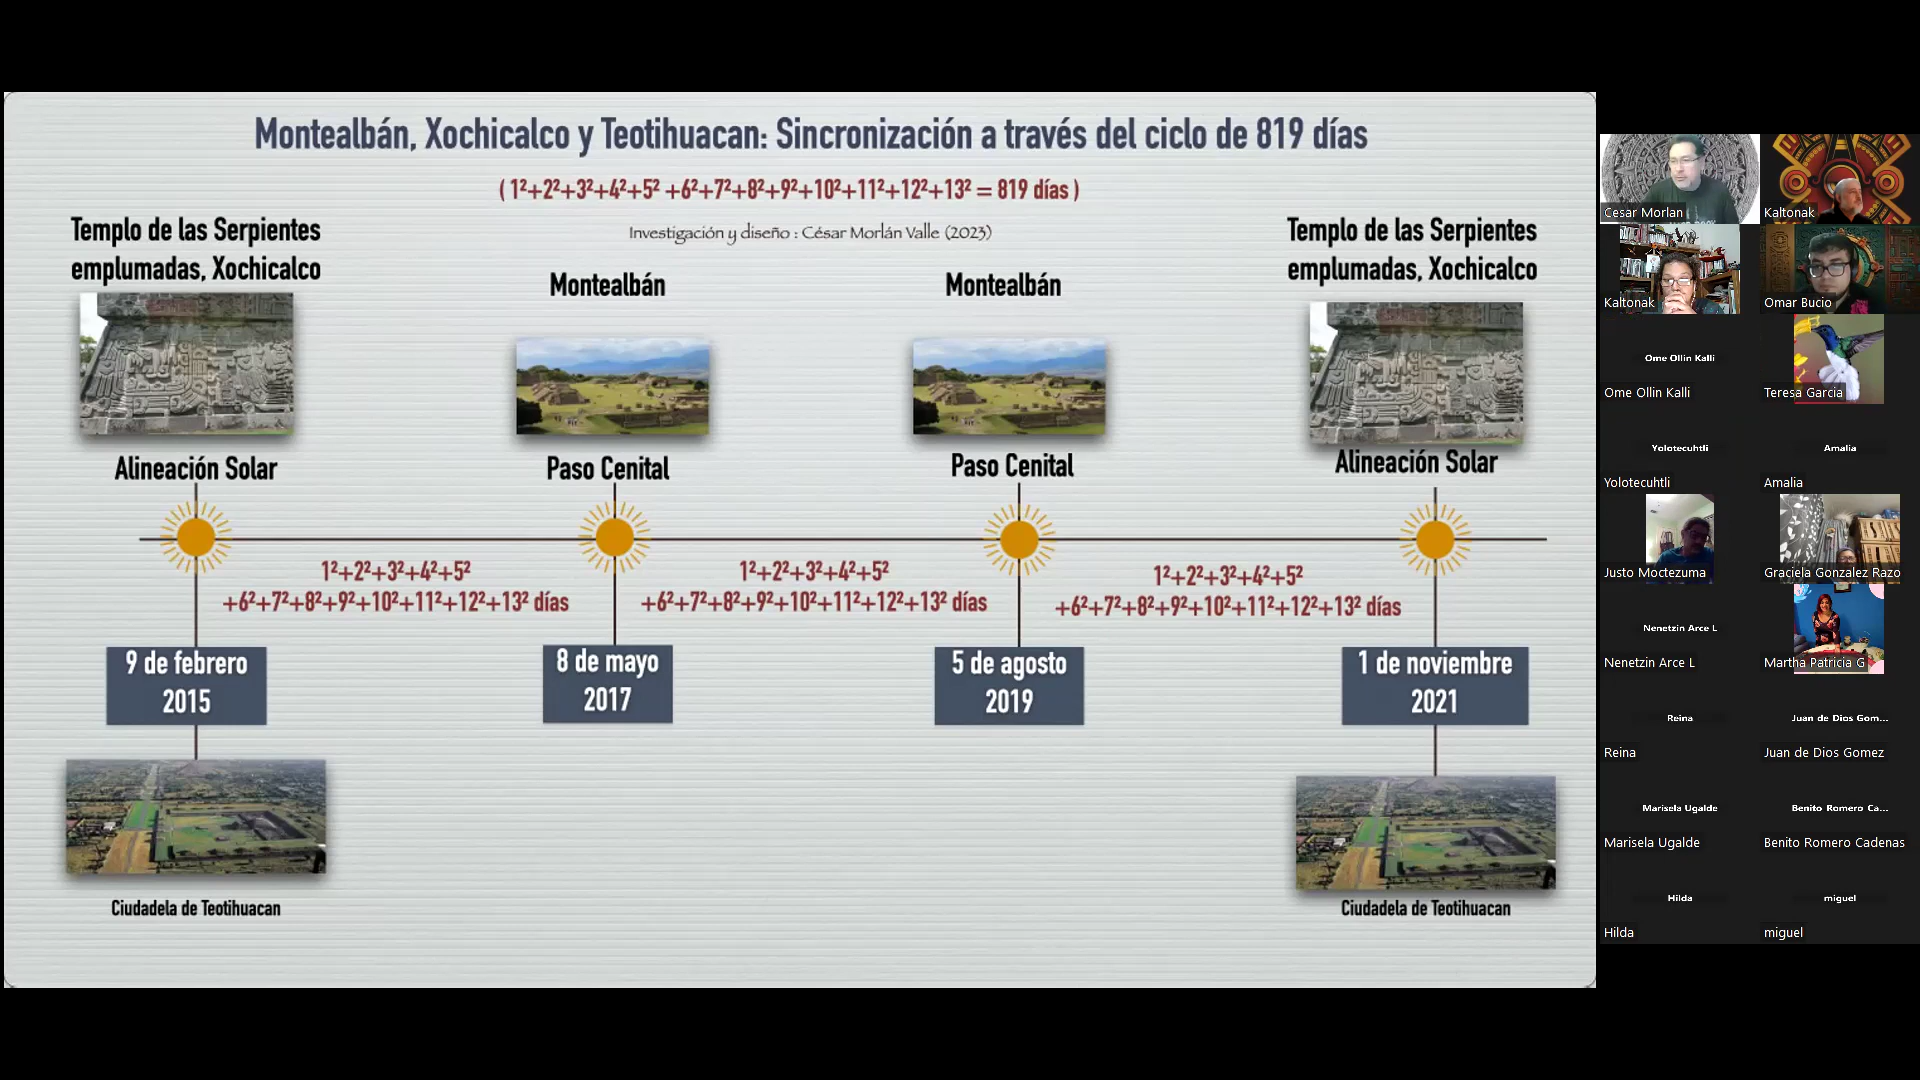 Montealbán, Xochicalco y Teotihuacan: Sincronización a través del ciclo de 819 días
( 1²+2²+3²+4²+5² +6²+7²+8²+9²+10²+11²+12²+13² = 819 días )
Investigación y diseño : César Morlán Valle (2023)
Templo de las Serpientes
emplumadas, Xochicalco
Alineación Solar
Montealbán
Paso Cenital
Montealbán
Paso Cenital
Templo de las Serpientes
emplumadas, Xochicalco
Alineación Solar
1²+2²+3²+4²+5²
+6²+7²+8²+9²+10²+11²+12²+13² días
1²+2²+3²+4²+5²
+6²+7²+8²+9²+10²+11²+12²+13² días
1²+2²+3²+4²+5²
+6²+7²+8²+9²+10²+11²+12²+13² días
9 de febrero
2015
8 de mayo
2017
5 de agosto
2019
1 de noviembre
2021
Ciudadela de Teotihuacan
Ciudadela de Teotihuacan
Cesar Morlan
Kaltonak
Kaltonak
Omar Bucio
Ome Ollin Kalli
Ome Ollin Kalli
Teresa Garcia
Yolotecuhtli
Yolotecuhtli
Amalia
Amalia
Justo Moctezuma
Graciela Gonzalez Razo
Nenetzin Arce L
Nenetzin Arce L
Martha Patricia G
Reina
Reina
Juan de Dios Gom...
Juan de Dios Gomez
Marisela Ugalde
Marisela Ugalde
Benito Romero Ca...
Benito Romero Cadenas
Hilda
Hilda
miguel
miguel